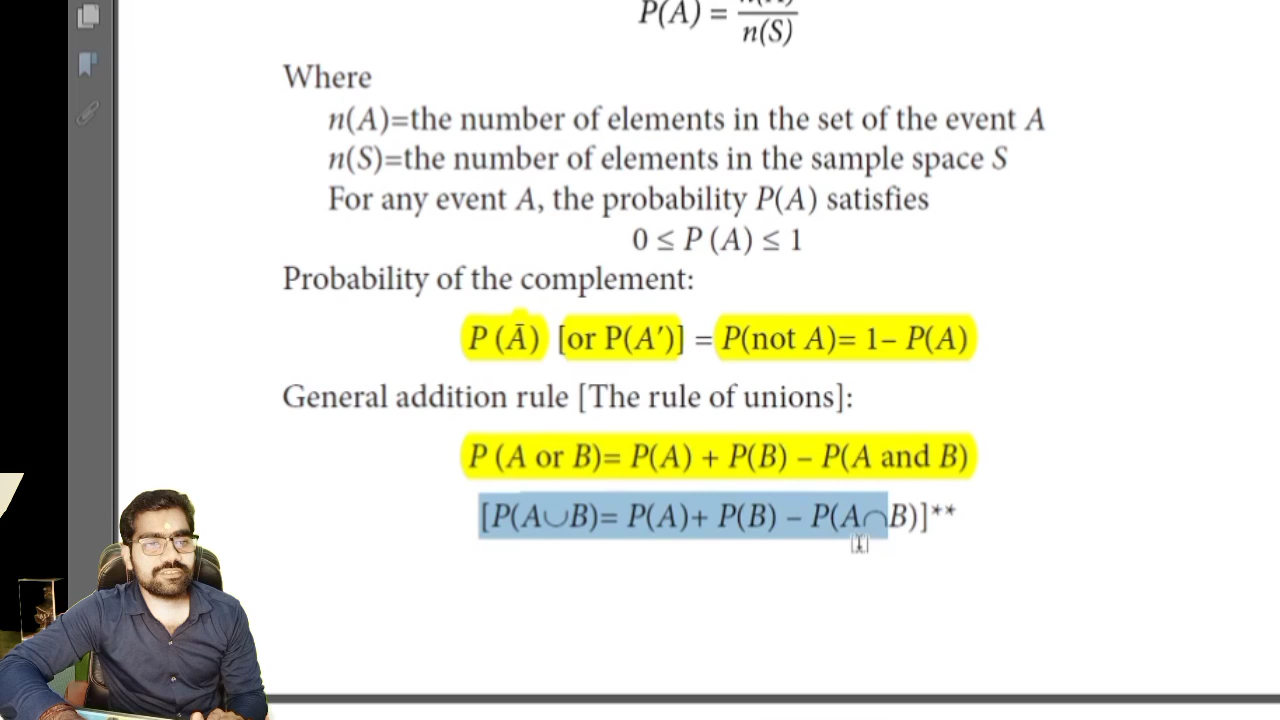 P(A) =
n(S)
Where
n(A)=the number of elements in the set of the event A
n(S)=the number of elements in the sample space S
For any event A, the probability P(A) satisfies
0 ≤ P (A) ≤ 1
Probability of the complement:
P (Ā) [or P(A′)] = P(not A)= 1– P(A)
General addition rule [The rule of unions]:
P (A or B)= P(A) + P(B) – P(A and B)
[P(A∪B)= P(A)+ P(B) – P(A∩B)]**